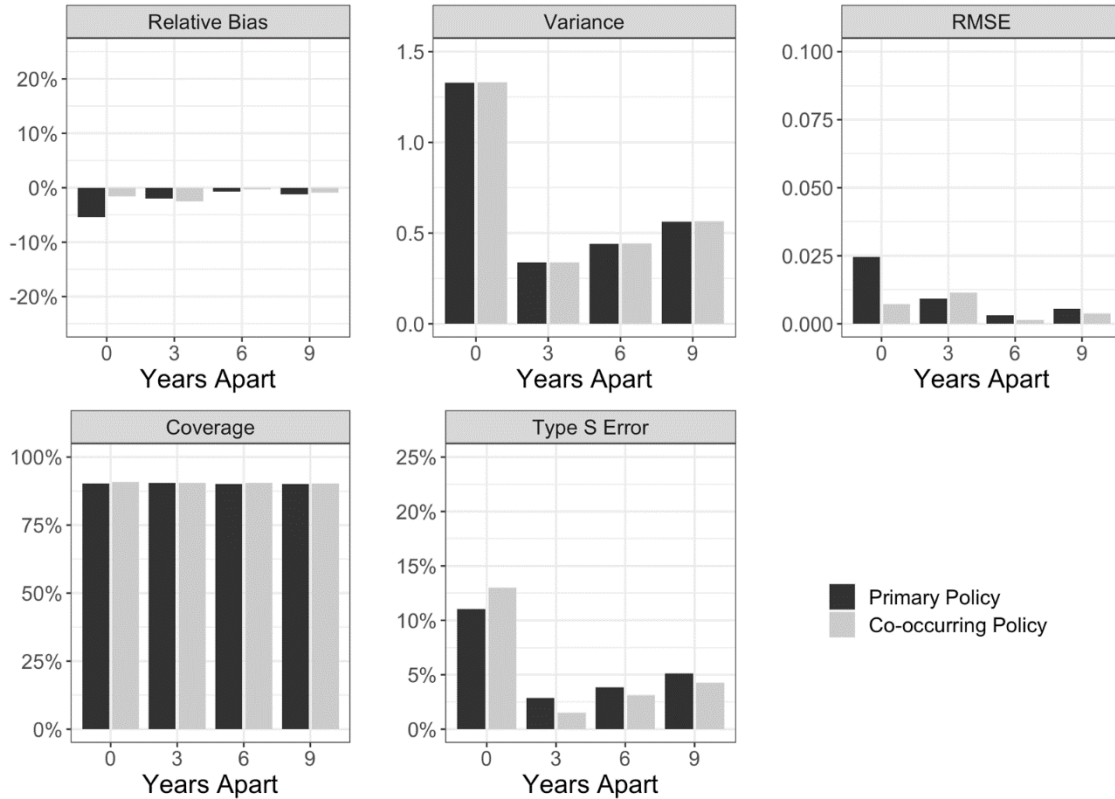 Relative Bias
20%
10%
0%
-10%
-20%
0 3 6 9
Years Apart
Variance
1.5
1.0
0.5
0.0
0 3 6 9
Years Apart
RMSE
0.100
0.075
0.050
0.025
0.000
0 3 6 9
Years Apart
Coverage
100%
75%
50%
25%
0%
0 3 6 9
Years Apart
Type S Error
25%
20%
15%
10%
5%
0%
0 3 6 9
Years Apart
Primary Policy
Co-occurring Policy